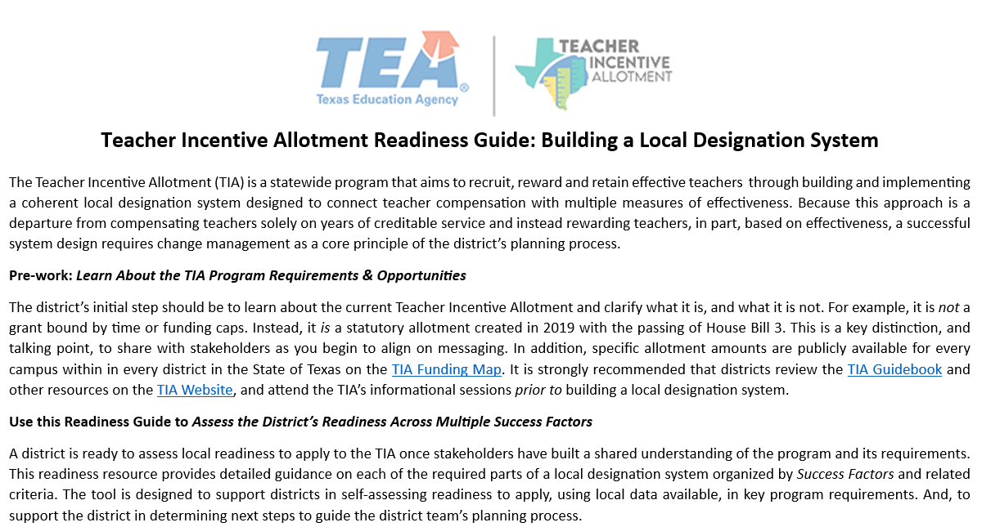 TEA®
Texas Education Agency
TEACHER
INCENTIVE
ALLOTMENT
Teacher Incentive Allotment Readiness Guide: Building a Local Designation System
The Teacher Incentive Allotment (TIA) is a statewide program that aims to recruit, reward and retain effective teachers through building and implementing
a coherent local designation system designed to connect teacher compensation with multiple measures of effectiveness. Because this approach is a
departure from compensating teachers solely on years of creditable service and instead rewarding teachers, in part, based on effectiveness, a successful
system design requires change management as a core principle of the district's planning process.
Pre-work: Learn About the TIA Program Requirements & Opportunities
The district's initial step should be to learn about the current Teacher Incentive Allotment and clarify what it is, and what it is not. For example, it is not a
grant bound by time or funding caps. Instead, it is a statutory allotment created in 2019 with the passing of House Bill 3. This is a key distinction, and
talking point, to share with stakeholders as you begin to align on messaging. In addition, specific allotment amounts are publicly available for every
campus within in every district in the State of Texas on the TIA Funding Map. It is strongly recommended that districts review the TIA Guidebook and
other resources on the TIA Website, and attend the TIA's informational sessions prior to building a local designation system.
Use this Readiness Guide to Assess the District's Readiness Across Multiple Success Factors
A district is ready to assess local readiness to apply to the TIA once stakeholders have built a shared understanding of the program and its requirements.
This readiness resource provides detailed guidance on each of the required parts of a local designation system organized by Success Factors and related
criteria. The tool is designed to support districts in self-assessing readiness to apply, using local data available, in key program requirements. And, to
support the district in determining next steps to guide the district team's planning process.